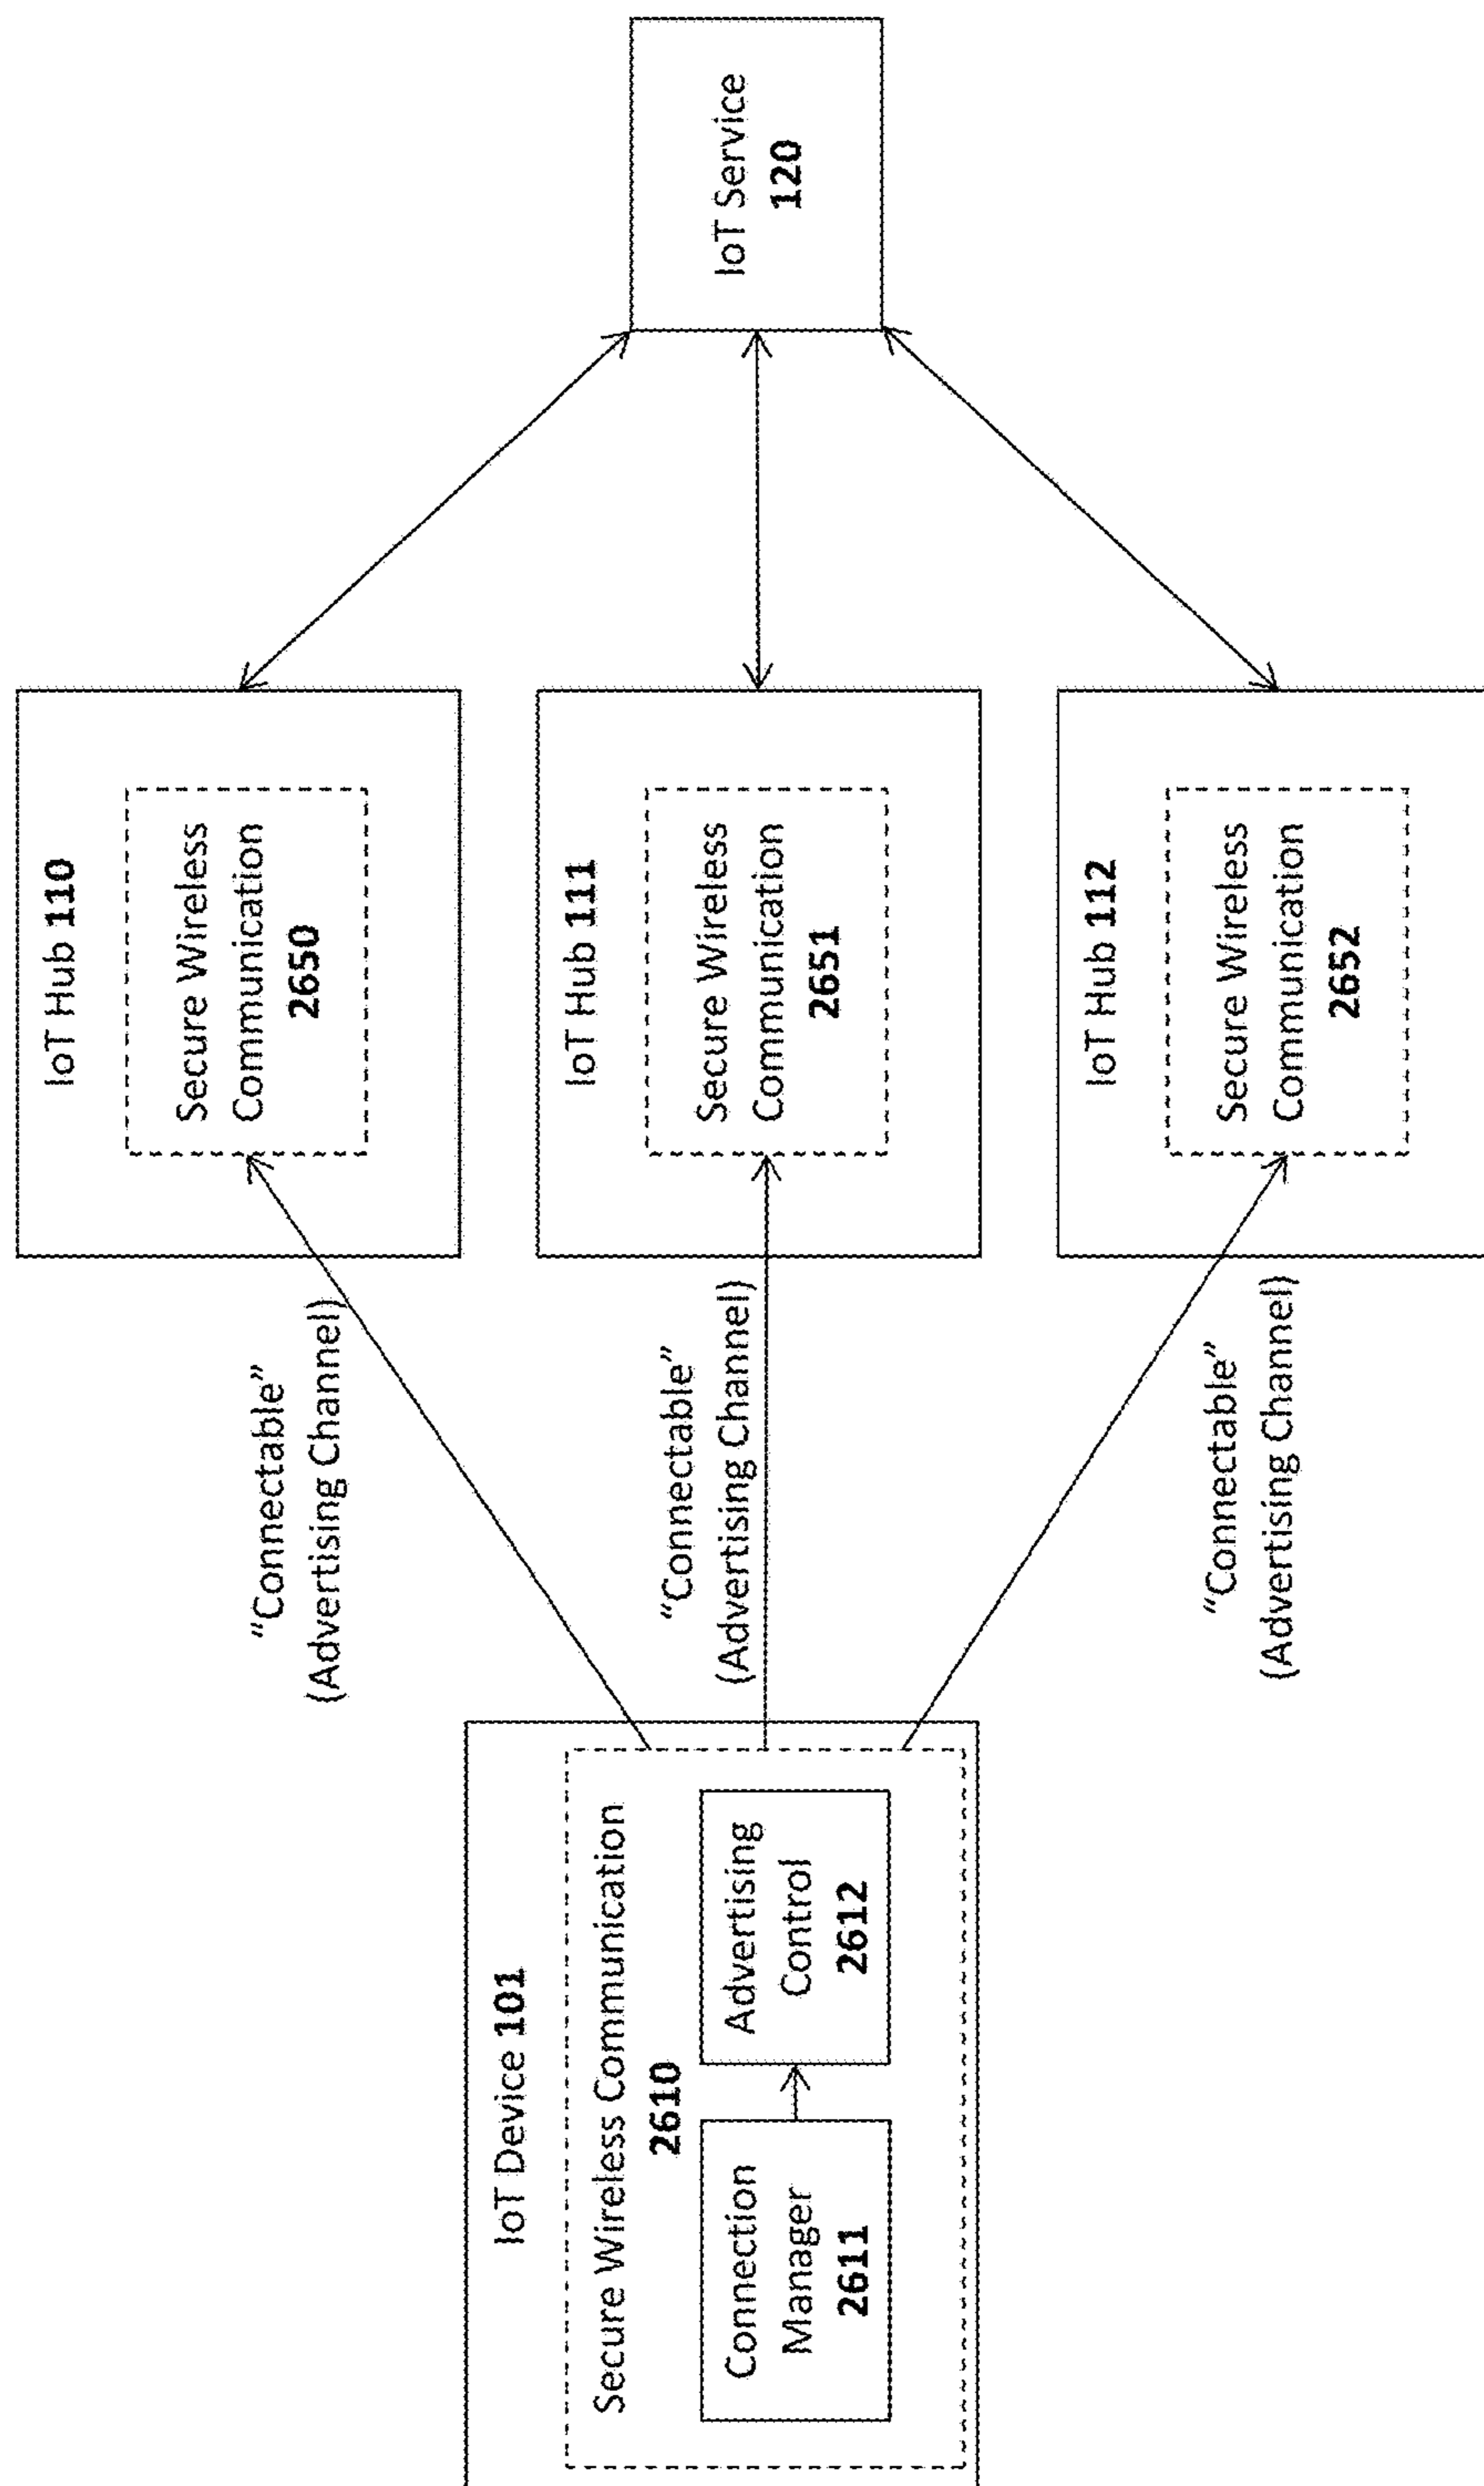 IoT Device 101
Secure Wireless Communication
2610
Connection
Manager
2611
Advertising
Control
2612
“Connectable”
(Advertising Channel)
“Connectable”
(Advertising Channel)
“Connectable”
(Advertising Channel)
IoT Hub 110
Secure Wireless
Communication
2650
IoT Hub 111
Secure Wireless
Communication
2651
IoT Hub 112
Secure Wireless
Communication
2652
IoT Service
120